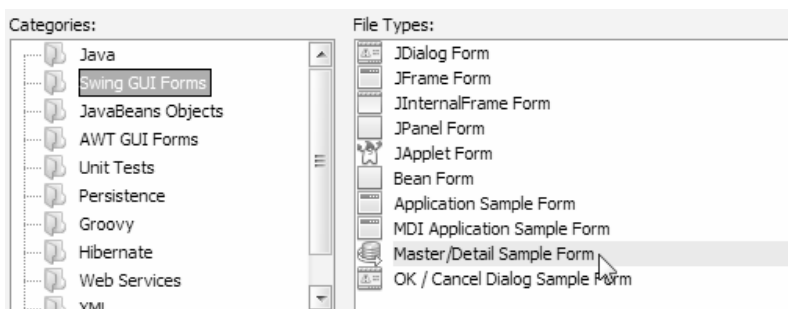 Categories:
Java
Swing GUI Forms
JavaBeans Objects
AWT GUI Forms
Unit Tests
Persistence
Groovy
Hibernate
Web Services
XML
File Types:
JDialog Form
JFrame Form
JInternalFrame Form
JPanel Form
JApplet Form
Bean Form
Application Sample Form
MDI Application Sample Form
Master/Detail Sample Form
OK / Cancel Dialog Sample Form